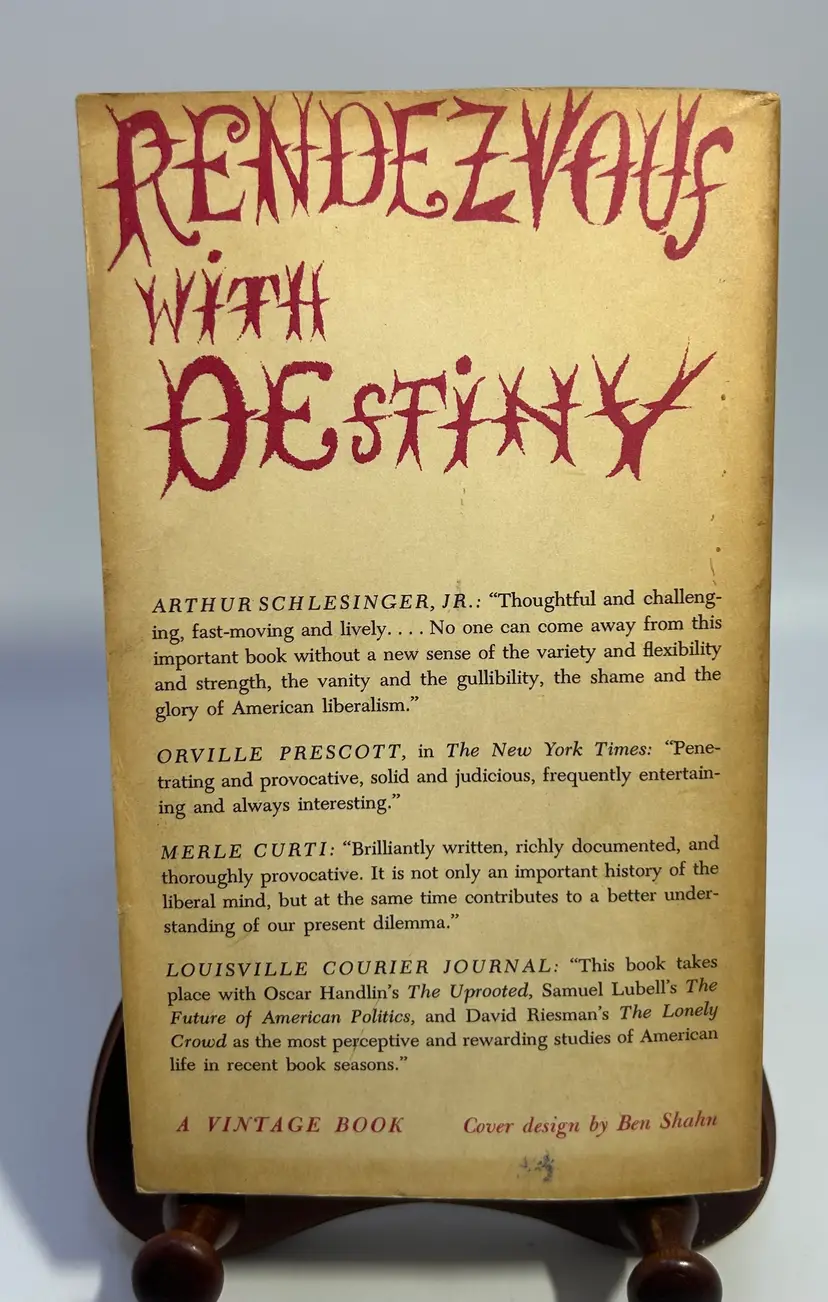 RENDEZVOUS
WITH
DESTINY
ARTHUR SCHLESINGER, JR.: “Thoughtful and challeng-
ing, fast-moving and lively. . . . No one can come away from this
important book without a new sense of the variety and flexibility
and strength, the vanity and the gullibility, the shame and the
glory of American liberalism.”
ORVILLE PRESCOTT, in The New York Times: “Pene-
trating and provocative, solid and judicious, frequently entertain-
ing and always interesting.”
MERLE CURTI: “Brilliantly written, richly documented, and
thoroughly provocative. It is not only an important history of the
liberal mind, but at the same time contributes to a better under-
standing of our present dilemma.”
LOUISVILLE COURIER JOURNAL: “This book takes
place with Oscar Handlin’s The Uprooted, Samuel Lubell’s The
Future of American Politics, and David Riesman’s The Lonely
Crowd as the most perceptive and rewarding studies of American
life in recent book seasons.”
A VINTAGE BOOK Cover design by Ben Shahn